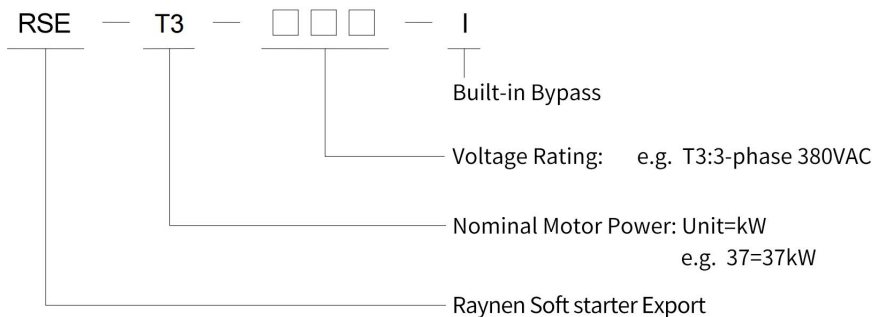 RSE — T3 — □□□ — I
Built-in Bypass
Voltage Rating: e.g. T3:3-phase 380VAC
Nominal Motor Power: Unit=kW
e.g. 37=37kW
Raynen Soft starter Export